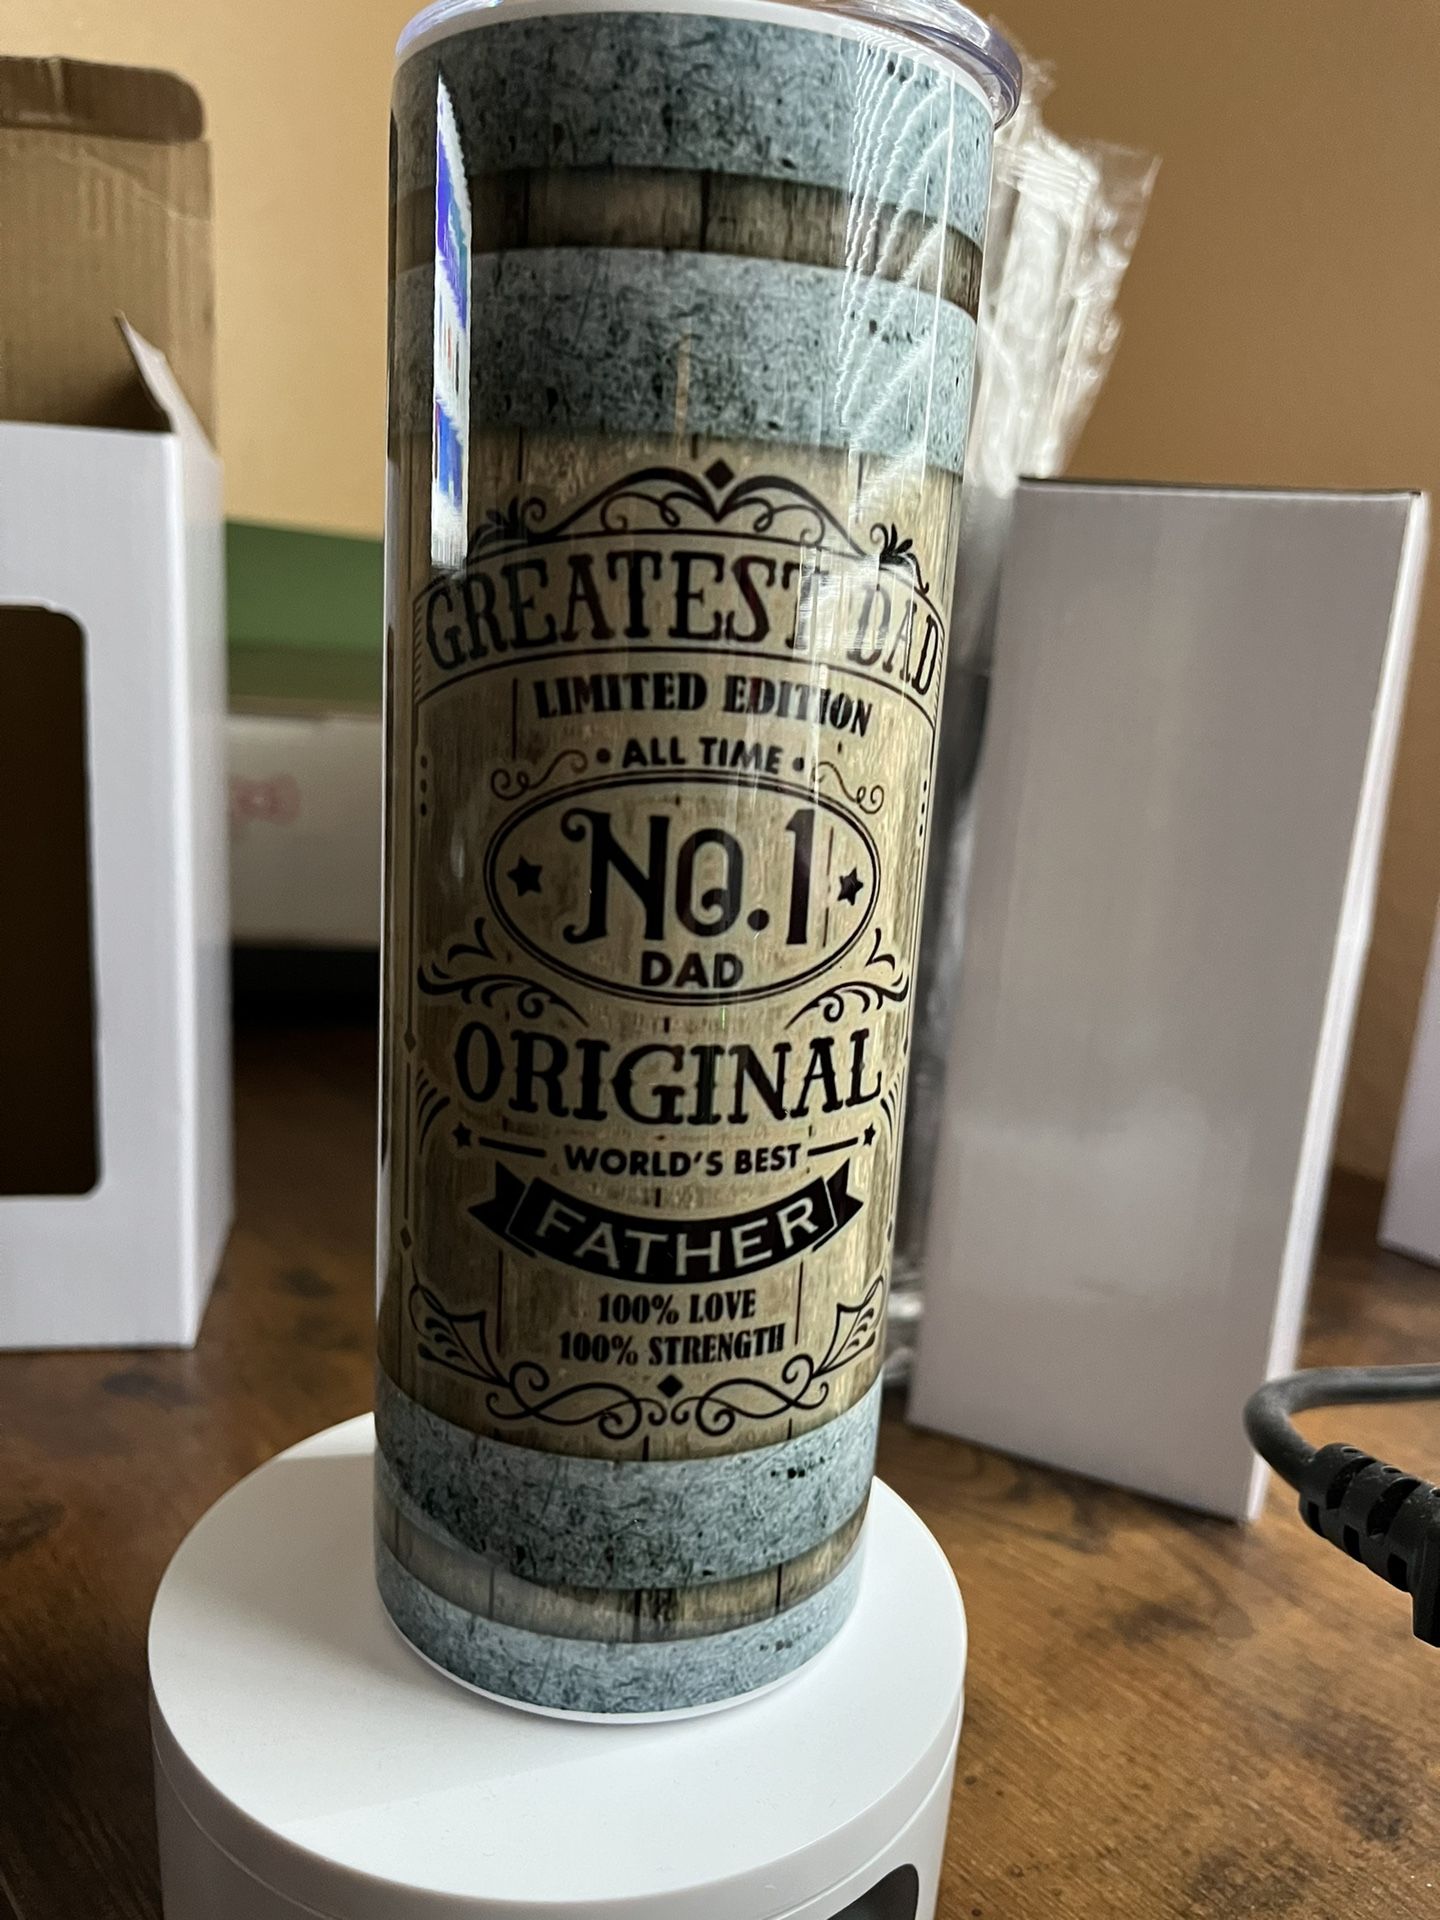 GREATEST DAD
LIMITED EDITION
• ALL TIME •
NO.1
DAD
ORIGINAL
WORLD'S BEST
FATHER
100% LOVE
100% STRENGTH